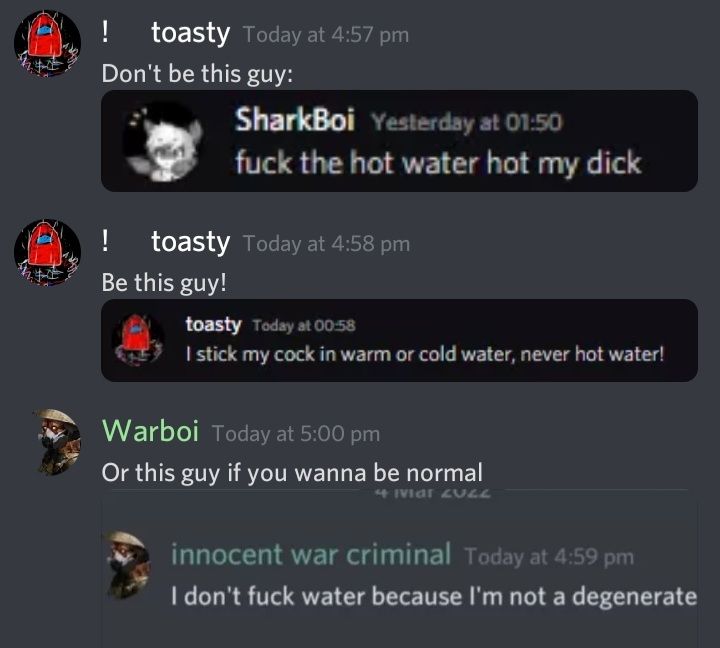 ! toasty Today at 4:57 pm
Don't be this guy:
SharkBoi Yesterday at 01:50
fuck the hot water hot my dick
! toasty Today at 4:58 pm
Be this guy!
toasty Today at 00:58
I stick my cock in warm or cold water, never hot water!
Warboi Today at 5:00 pm
Or this guy if you wanna be normal
4 Mar 2022
innocent war criminal Today at 4:59 pm
I don't fuck water because I'm not a degenerate